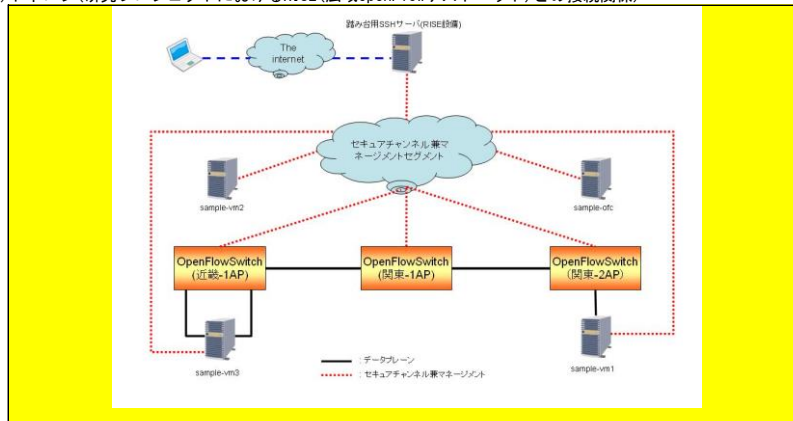 踏み台用SSHサーバ(RISE設備)
The
internet
セキュアチャンネル兼マ
ネージメントセグメント
sample-vm2
sample-ofc
OpenFlowSwitch
(近畿-1AP)
OpenFlowSwitch
(関東-1AP)
OpenFlowSwitch
(関東-2AP)
sample-vm3
sample-vm1
:データプレーン
:セキュアチャンネル兼マネージメント